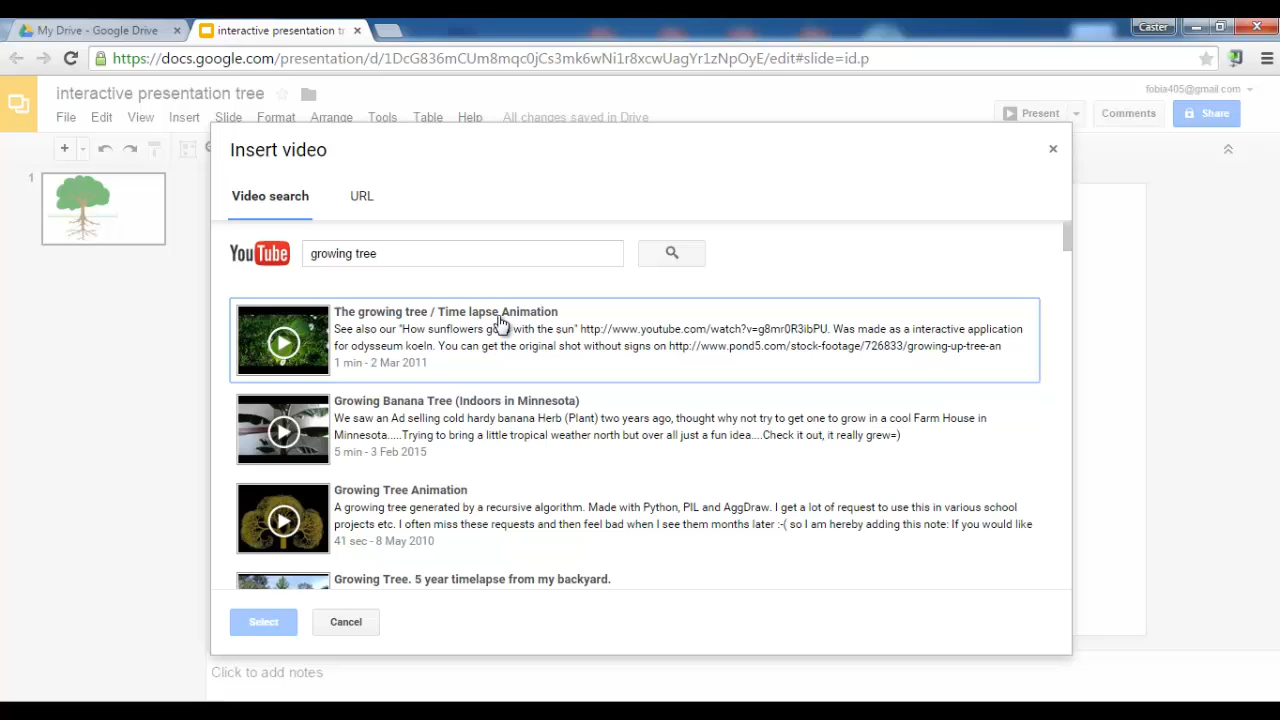 My Drive - Google Drive
interactive presentation tr
Caster
https://docs.google.com/presentation/d/1DcG836mCUm8mqc0jCs3nk6wNi1r8xcwUagYr1zNpOyE/edit#slide=id.p
interactive presentation tree
fobia405@gmail.com
File Edit View Insert Slide Format Arrange Tools Table Help All changes saved in Drive
Present
Comments
Share
1
Insert video
Video search URL
YouTube
growing tree
The growing tree / Time lapse Animation
See also our "How sunflowers with the sun" http://www.youtube.com/watch?v=g8mr0R3ibPU. Was made as a interactive application
for odysseum koeln. You can get the original shot without signs on http://www.pond5.com/stock-footage/726833/growing-up-tree-an
1 min - 2 Mar 2011
Growing Banana Tree (Indoors in Minnesota)
We saw an Ad selling cold hardy banana Herb (Plant) two years ago, thought why not try to get one to grow in a cool Farm House in
Minnesota.....Trying to bring a little tropical weather north but over all just a fun idea....Check it out, it really grew=)
5 min - 3 Feb 2015
Growing Tree Animation
A growing tree generated by a recursive algorithm. Made with Python, PIL and AggDraw. I get a lot of request to use this in various school
projects etc. I often miss these requests and then feel bad when I see them months later :-( so I am hereby adding this note: If you would like
41 sec - 8 May 2010
Growing Tree. 5 year timelapse from my backyard.
Select
Cancel
Click to add notes